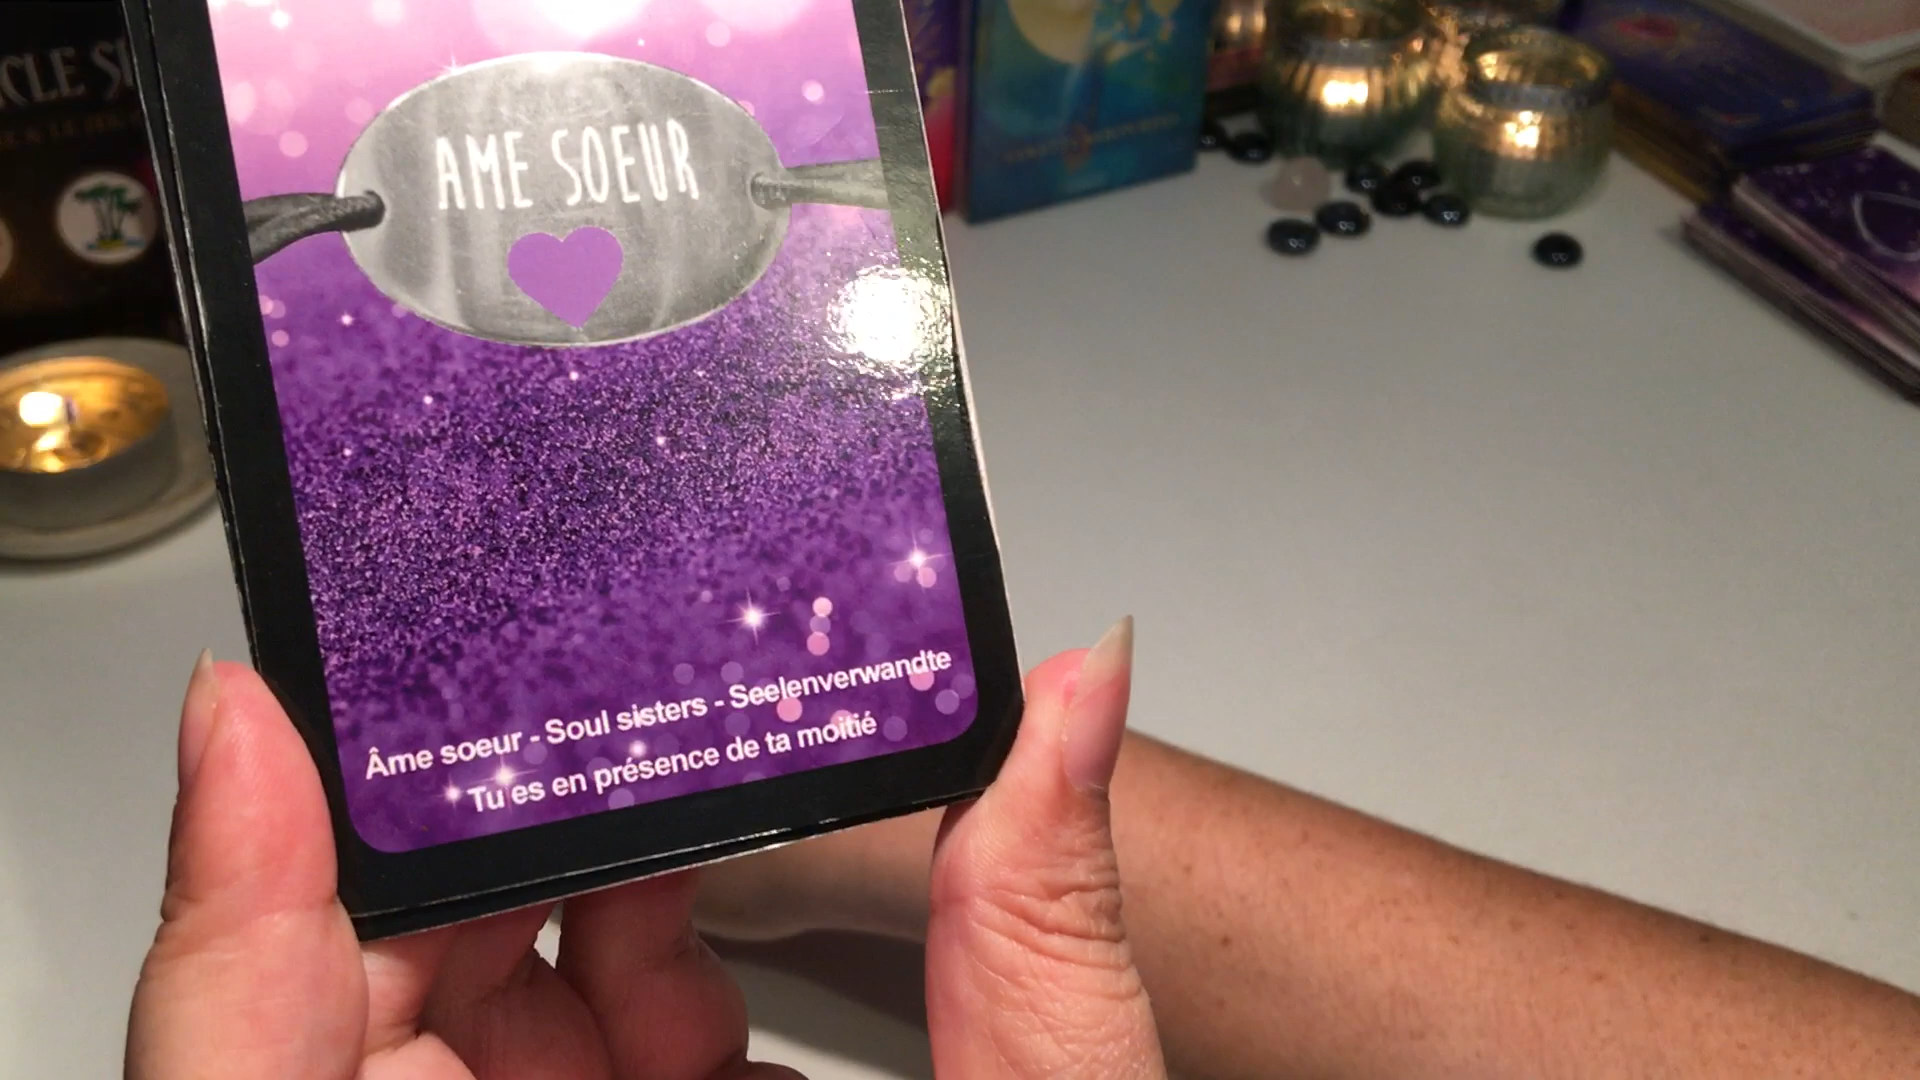 AME SOEUR
Âme soeur - Soul sisters - Seelenverwandte
Tu es en présence de ta moitié